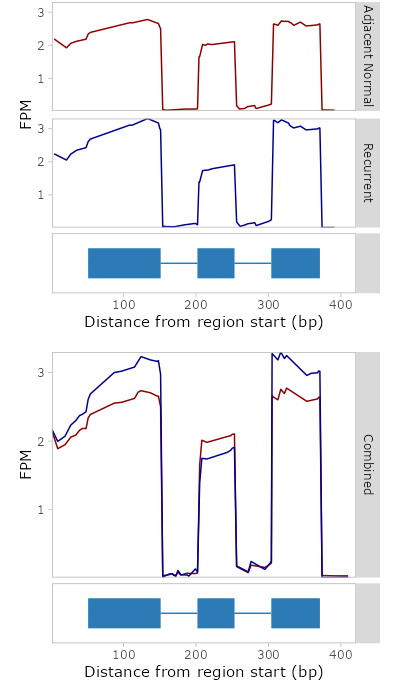 3
2
1
Adjacent Normal
FPM
3
2
1
Recurrent
100 200 300 400
Distance from region start (bp)
3
2
1
FPM
Combined
100 200 300 400
Distance from region start (bp)